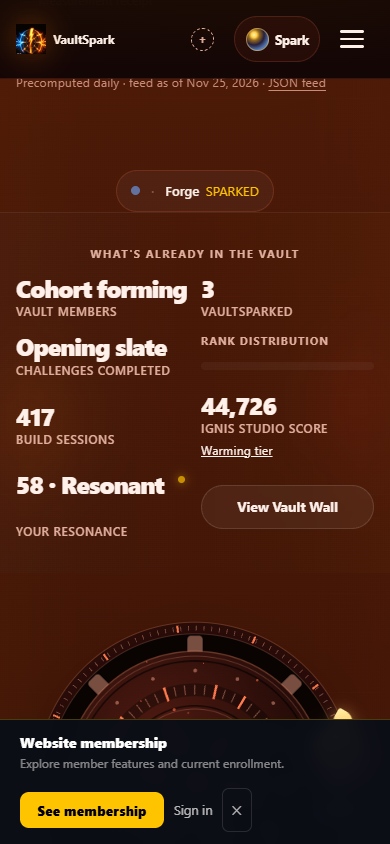 VaultSpark
+
Spark
Precomputed daily · feed as of Nov 25, 2026 · JSON feed
· Forge SPARKED
WHAT'S ALREADY IN THE VAULT
Cohort forming
VAULT MEMBERS
3
VAULTSPARKED
Opening slate
CHALLENGES COMPLETED
RANK DISTRIBUTION
417
BUILD SESSIONS
44,726
IGNIS STUDIO SCORE
Warming tier
58 · Resonant
YOUR RESONANCE
View Vault Wall
Website membership
Explore member features and current enrollment.
See membership
Sign in
×